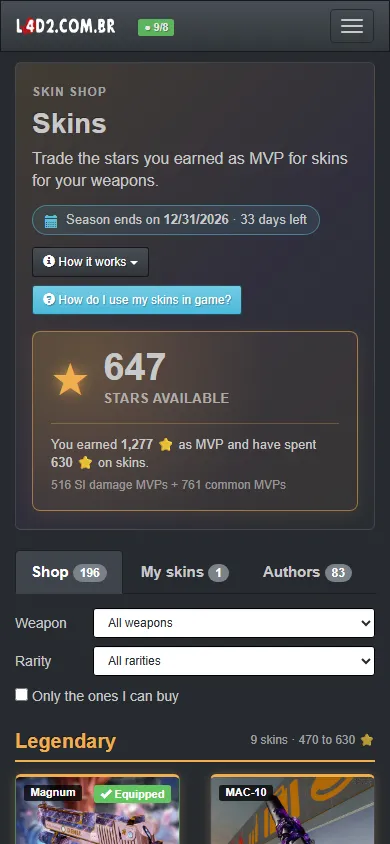 L4D2.COM.BR
● 9/8
SKIN SHOP
Skins
Trade the stars you earned as MVP for skins
for your weapons.
Season ends on 12/31/2026 · 33 days left
How it works
How do I use my skins in game?
647
STARS AVAILABLE
You earned 1,277 ⭐ as MVP and have spent
630 ⭐ on skins.
516 SI damage MVPs + 761 common MVPs
Shop 196 My skins 1 Authors 83
Weapon All weapons
Rarity All rarities
Only the ones I can buy
Legendary 9 skins · 470 to 630 ⭐
Magnum ✔ Equipped MAC-10